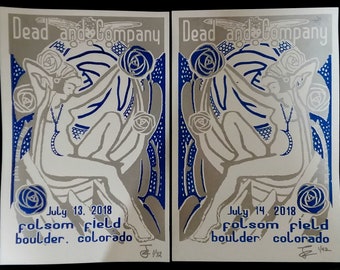 Dead and Company
July 13, 2018
folsom field
boulder, colorado
Dead and Company
July 14, 2018
folsom field
boulder, colorado